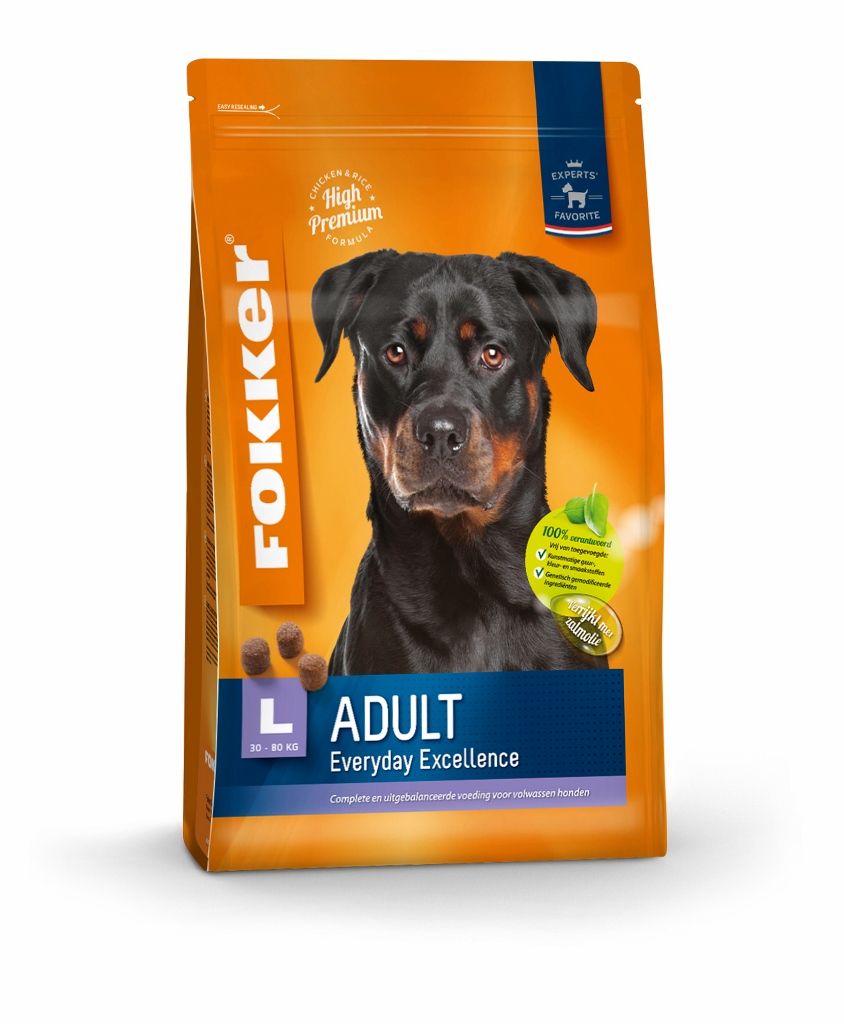 EASY RESEALING
CHICKEN & RICE
High
Premium
FORMULA
EXPERTS'
FAVORITE
FOKKER®
100% verantwoord
Vrij van toegevoegde:
Kunstmatige geur-,
kleur- en smaakstoffen
Genetisch gemodificeerde
ingrediënten
Verrijkt met
zalmolie
L
30 - 80 KG
ADULT
Everyday Excellence
Complete en uitgebalanceerde voeding voor volwassen honden
FOKKER